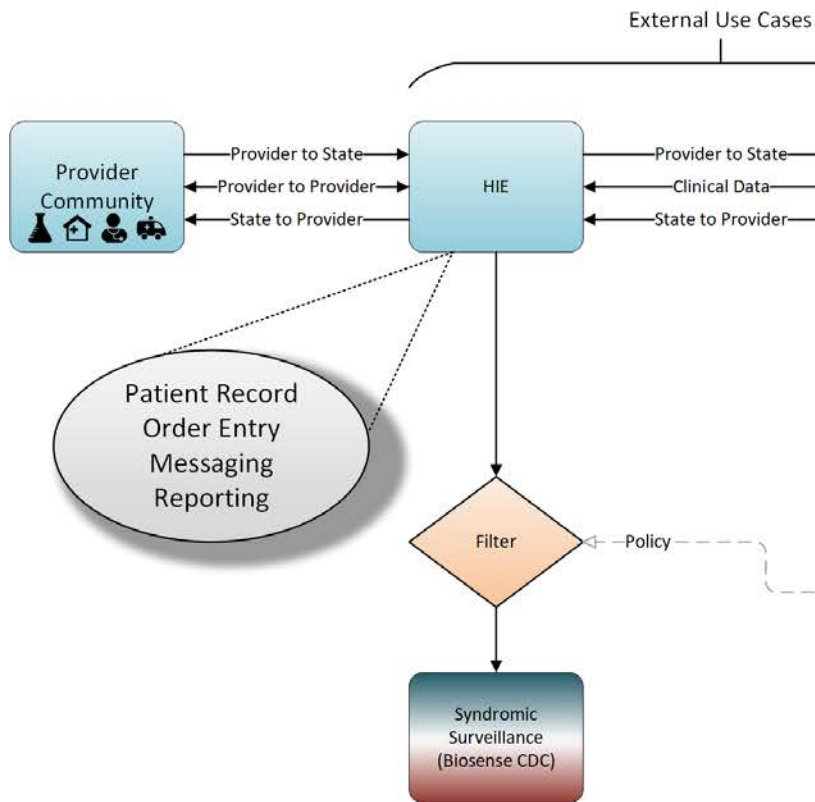 External Use Cases
Provider
Community
Provider to State
Provider to Provider
State to Provider
HIE
Provider to State
Clinical Data
State to Provider
Patient Record
Order Entry
Messaging
Reporting
Filter
Policy
Syndromic
Surveillance
(Biosense CDC)